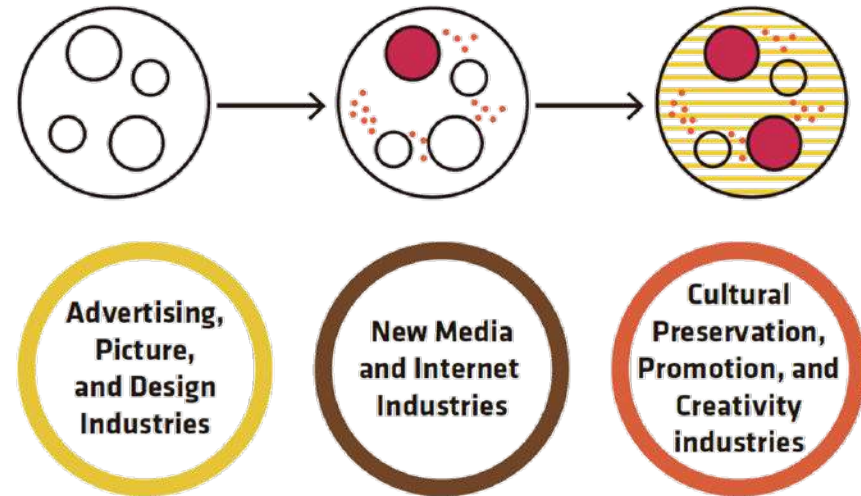 Advertising,
Picture,
and Design
Industries
New Media
and Internet
Industries
Cultural
Preservation,
Promotion, and
Creativity
industries